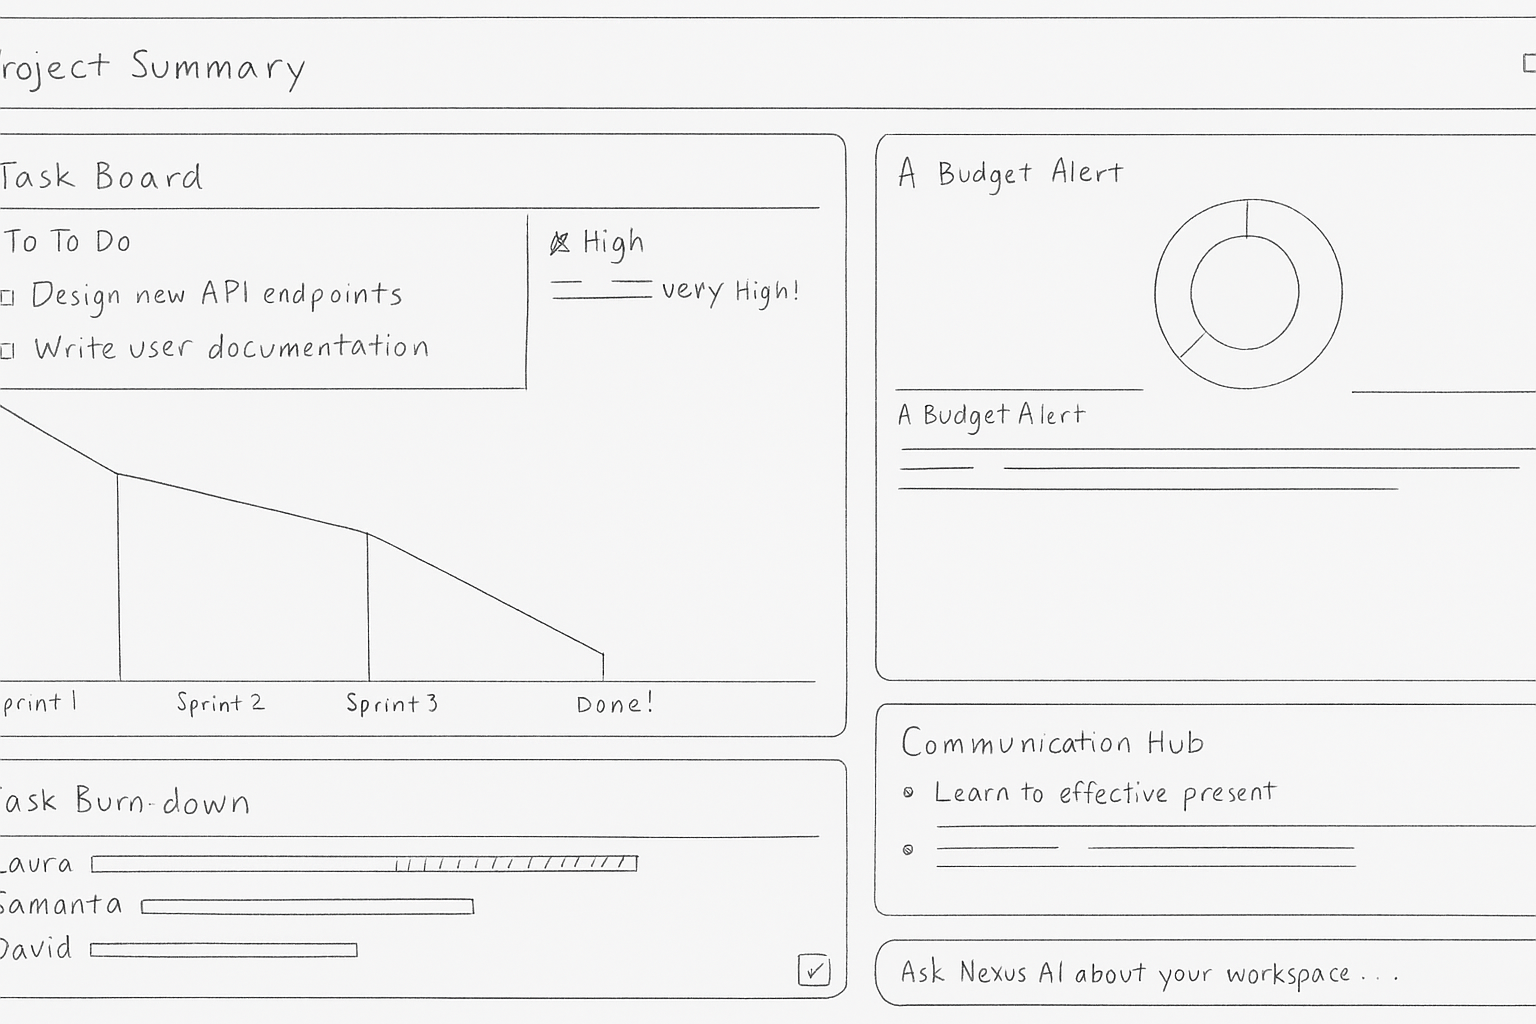 roject Summary
Task Board
To To Do
Design new API endpoints
Write user documentation
High
very High!
print 1
Sprint 2
Sprint 3
Done!
ask Burn-down
Laura
Samanta
David
A Budget Alert
A Budget Alert
Communication Hub
Learn to effective present
Ask Nexus AI about your workspace . . .